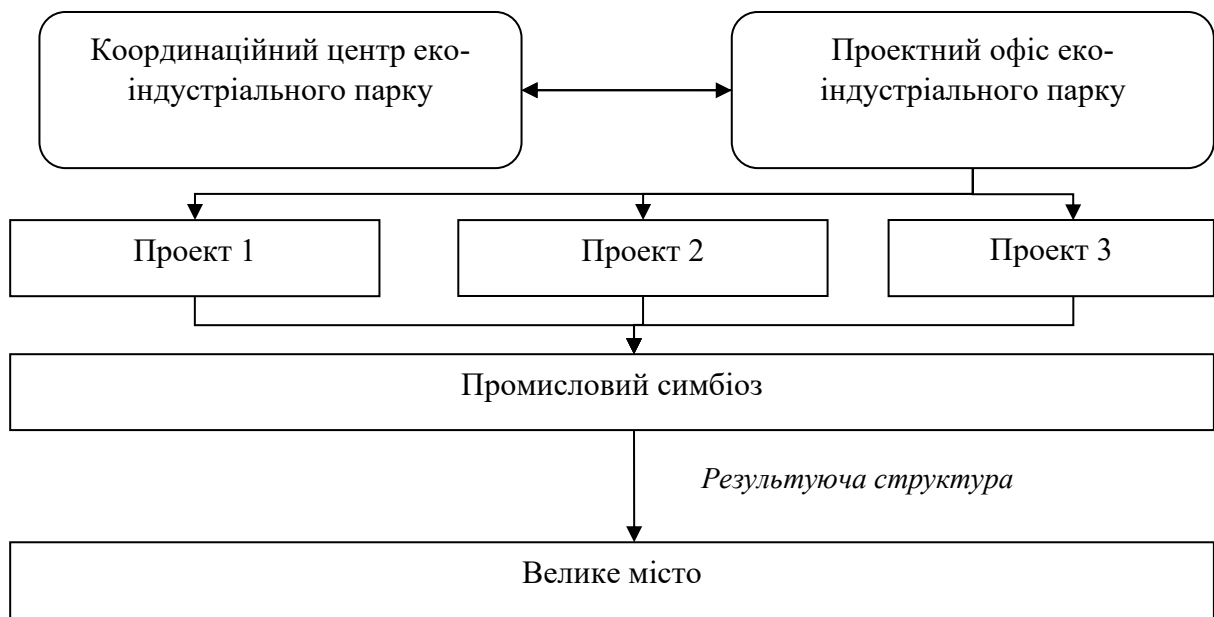 Координаційний центр еко-
індустріального парку
Проектний офіс еко-
індустріального парку
Проект 1
Проект 2
Проект 3
Промисловий симбіоз
Результуюча структура
Велике місто